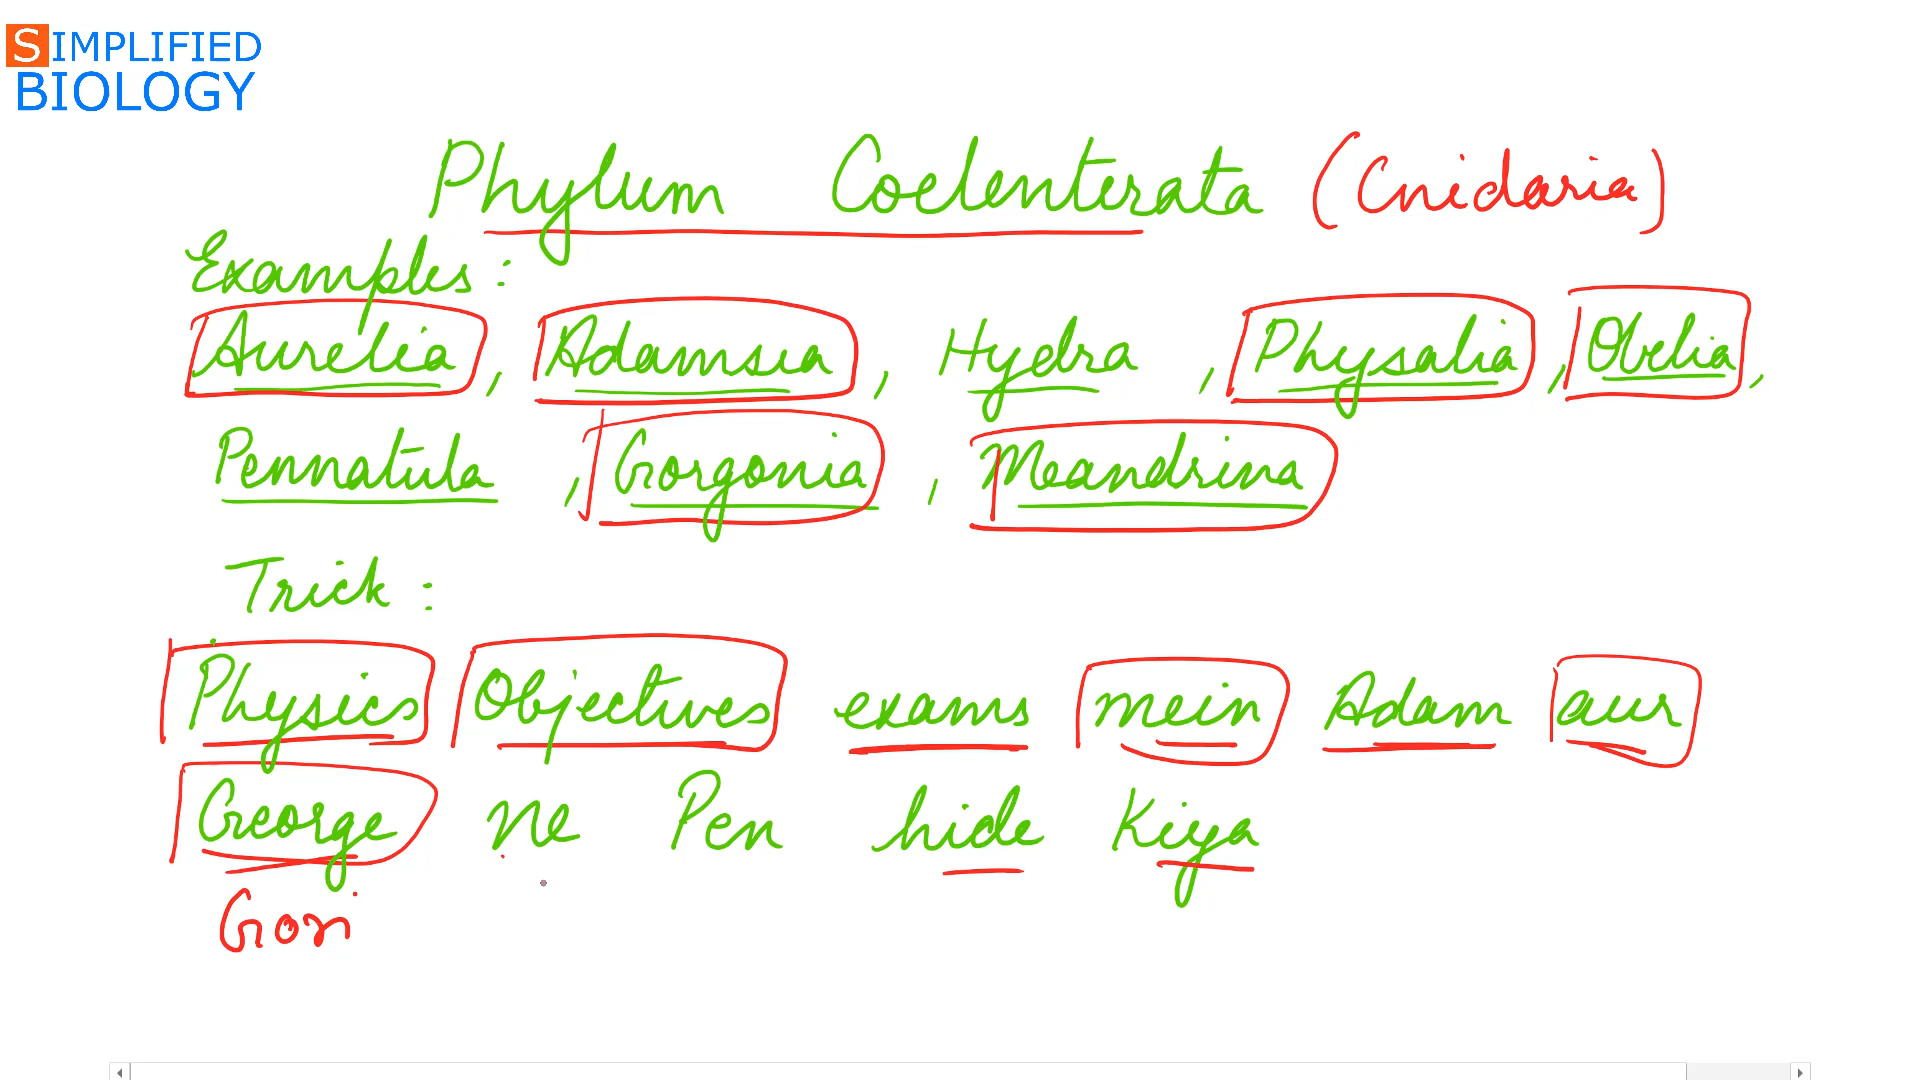 SIMPLIFIED
BIOLOGY
Phylum Coelenterata (Cnidaria)
Examples:
Aurelia, Adamsia, Hydra, Physalia, Obelia,
Pennatula, Gorgonia, Meandrina
Trick:
Physics Objectives exams mein Adam aur
George ne Pen hide Kiya